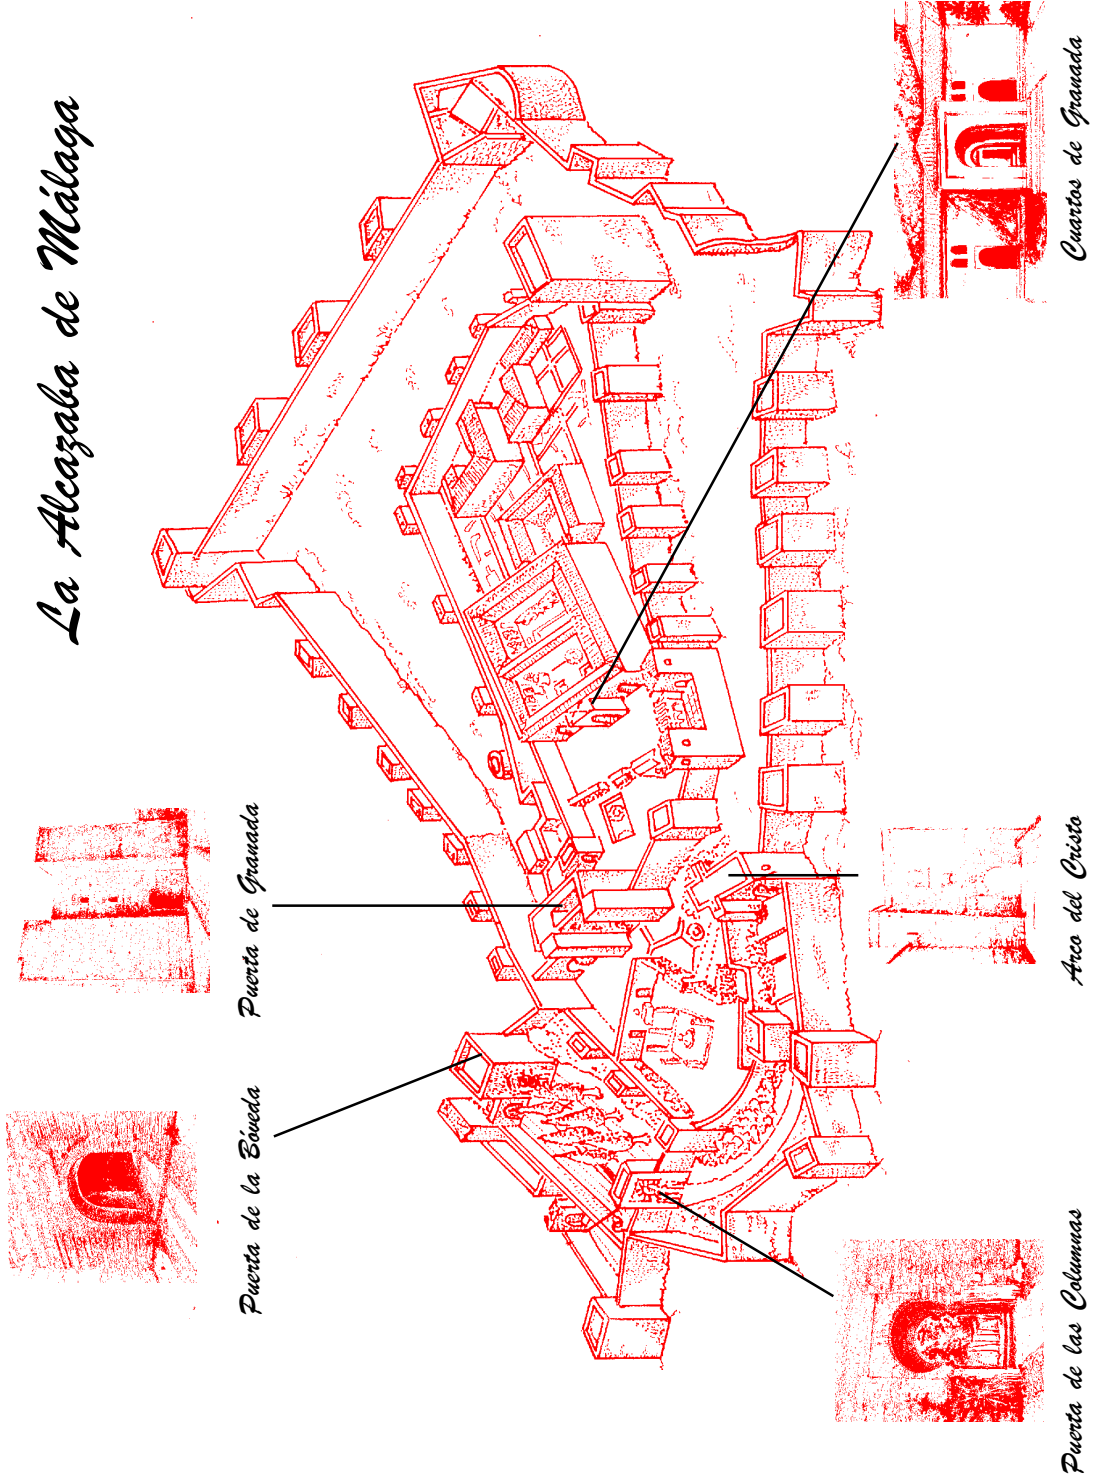 La Alcazaba de Málaga
Puerta de la Bóveda
Puerta de Granada
Puerta de las Columnas
Arco del Cristo
Cuartos de Granada